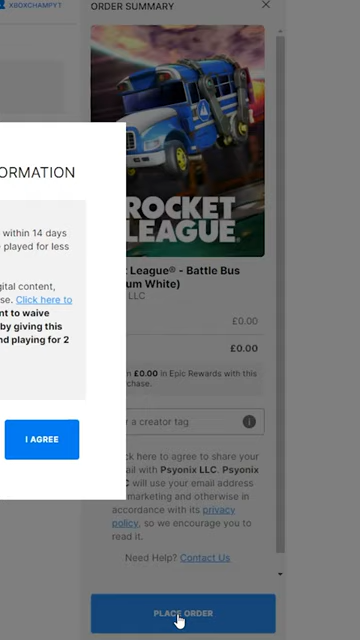 XBOXCHAMPYT
ORDER SUMMARY
ORMATION
within 14 days
played for less
gital content,
se. Click here to
nt to waive
by giving this
nd playing for 2
I AGREE
ROCKET
LEAGUE®
t League® - Battle Bus
um White)
LLC
£0.00
£0.00
n £0.00 in Epic Rewards with this
chase.
r a creator tag
ck here to agree to share your
ail with Psyonix LLC. Psyonix
C will use your email address
marketing and otherwise in
accordance with its privacy
policy, so we encourage you to
read it.
Need Help? Contact Us
PLACE ORDER